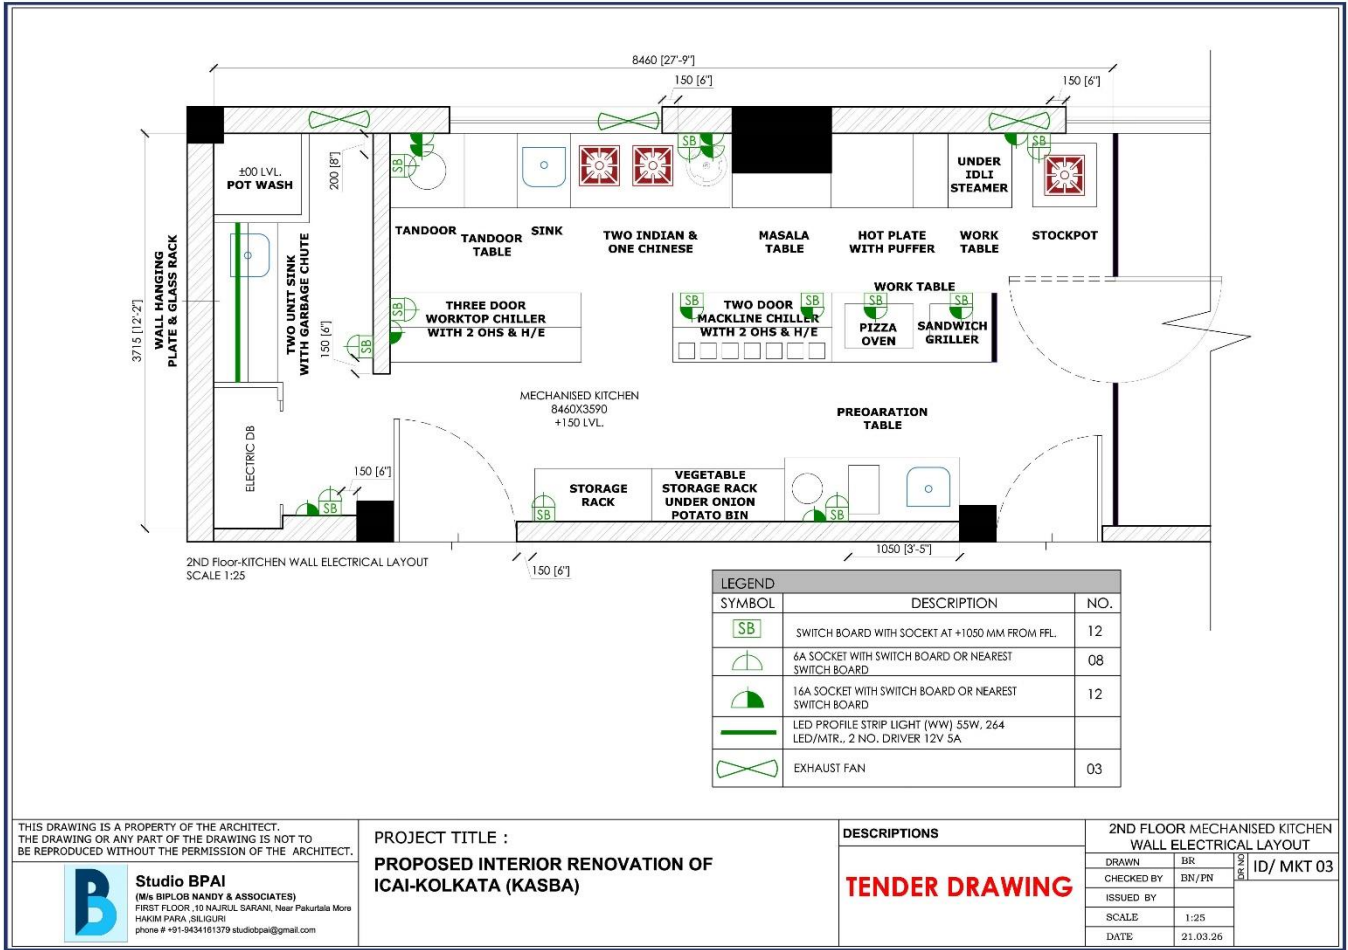 8460 [27'-9"]
150 [6"]
150 [6"]
±00 LVL.
POT WASH
200 [8"]
SB
SB
SB
UNDER
IDLI
STEAMER
TANDOOR
TANDOOR
TABLE
SINK
TWO INDIAN &
ONE CHINESE
MASALA
TABLE
HOT PLATE
WITH PUFFER
WORK
TABLE
STOCKPOT
WALL HANGING
PLATE & GLASS RACK
3715 [12'-2"]
TWO UNIT SINK
WITH GARBAGE CHUTE
150 [6"]
SB
SB
THREE DOOR
WORKTOP CHILLER
WITH 2 OHS & H/E
SB
SB
TWO DOOR
MACKLINE CHILLER
WITH 2 OHS & H/E
WORK TABLE
SB
SB
PIZZA
OVEN
SANDWICH
GRILLER
MECHANISED KITCHEN
8460X3590
+150 LVL.
PREOARATION
TABLE
ELECTRIC DB
150 [6"]
SB
SB
STORAGE
RACK
VEGETABLE
STORAGE RACK
UNDER ONION
POTATO BIN
SB
1050 [3'-5"]
150 [6"]
2ND Floor-KITCHEN WALL ELECTRICAL LAYOUT
SCALE 1:25
LEGEND
SYMBOL DESCRIPTION NO.
SB SWITCH BOARD WITH SOCEKT AT +1050 MM FROM FFL. 12
6A SOCKET WITH SWITCH BOARD OR NEAREST
SWITCH BOARD 08
16A SOCKET WITH SWITCH BOARD OR NEAREST
SWITCH BOARD 12
LED PROFILE STRIP LIGHT (WW) 55W, 264
LED/MTR., 2 NO. DRIVER 12V 5A
EXHAUST FAN 03
THIS DRAWING IS A PROPERTY OF THE ARCHITECT.
THE DRAWING OR ANY PART OF THE DRAWING IS NOT TO
BE REPRODUCED WITHOUT THE PERMISSION OF THE ARCHITECT.
Studio BPAI
(M/s BIPLOB NANDY & ASSOCIATES)
FIRST FLOOR ,10 NAJRUL SARANI, Near Pakurtala More
HAKIM PARA ,SILIGURI
phone # +91-9434161379 studiobpai@gmail.com
PROJECT TITLE :
PROPOSED INTERIOR RENOVATION OF
ICAI-KOLKATA (KASBA)
DESCRIPTIONS
TENDER DRAWING
2ND FLOOR MECHANISED KITCHEN
WALL ELECTRICAL LAYOUT
DRAWN BR
CHECKED BY BN/PN
ISSUED BY
SCALE 1:25
DATE 21.03.26
DR NO
ID/ MKT 03